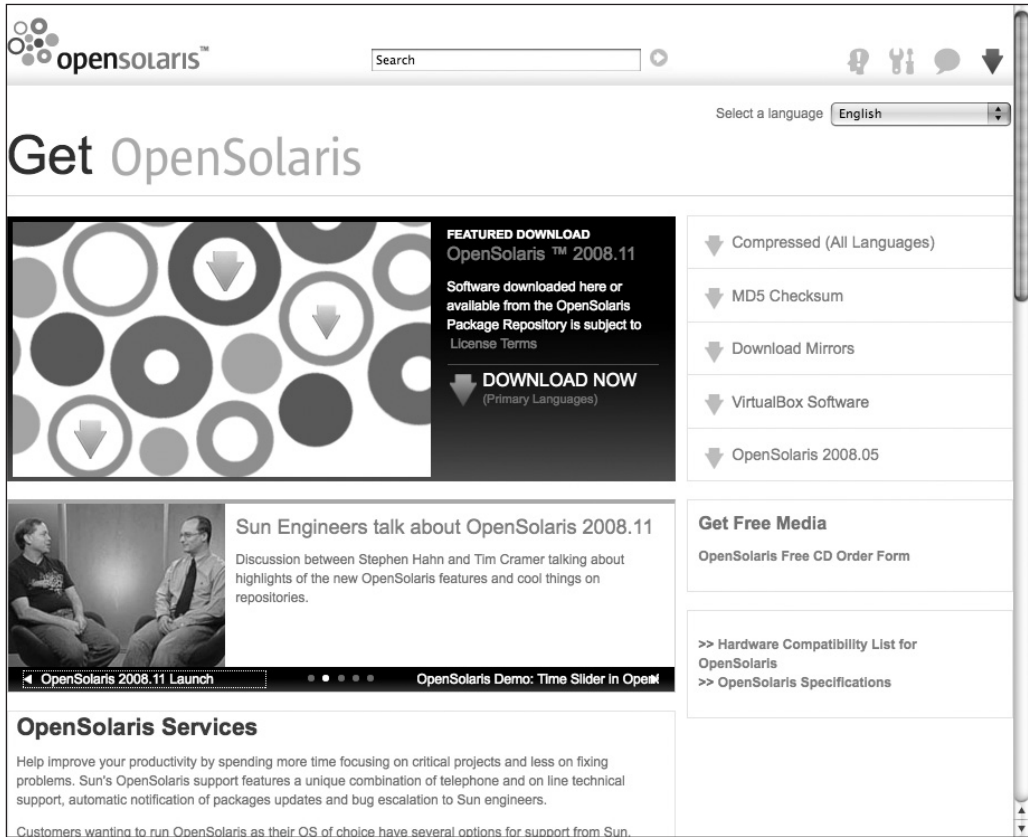 opensolaris™
Search
Select a language English
Get OpenSolaris
FEATURED DOWNLOAD
OpenSolaris ™ 2008.11
Software downloaded here or
available from the OpenSolaris
Package Repository is subject to
License Terms
DOWNLOAD NOW
(Primary Languages)
Compressed (All Languages)
MD5 Checksum
Download Mirrors
VirtualBox Software
OpenSolaris 2008.05
Sun Engineers talk about OpenSolaris 2008.11
Discussion between Stephen Hahn and Tim Cramer talking about
highlights of the new OpenSolaris features and cool things on
repositories.
OpenSolaris 2008.11 Launch
OpenSolaris Demo: Time Slider in Open
Get Free Media
OpenSolaris Free CD Order Form
>> Hardware Compatibility List for
OpenSolaris
>> OpenSolaris Specifications
OpenSolaris Services
Help improve your productivity by spending more time focusing on critical projects and less on fixing
problems. Sun's OpenSolaris support features a unique combination of telephone and on line technical
support, automatic notification of packages updates and bug escalation to Sun engineers.
Customers wanting to run OpenSolaris as their OS of choice have several options for support from Sun.